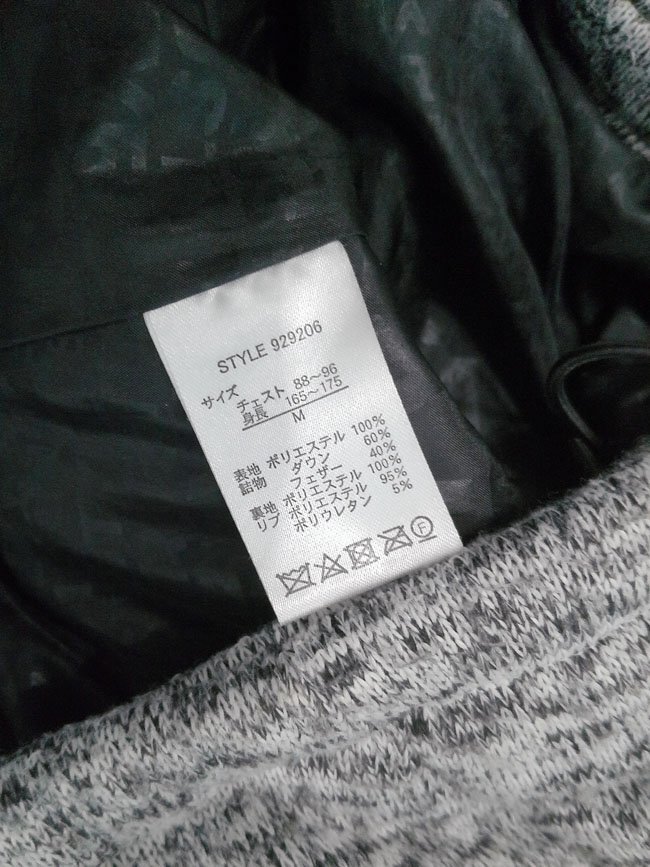 STYLE 929206
サイズ
チェスト 88～96
身長 165～175
M
表地 ポリエステル 100%
詰物 ダウン 60%
フェザー 40%
裏地 ポリエステル 100%
リブ ポリエステル 95%
ポリウレタン 5%
F